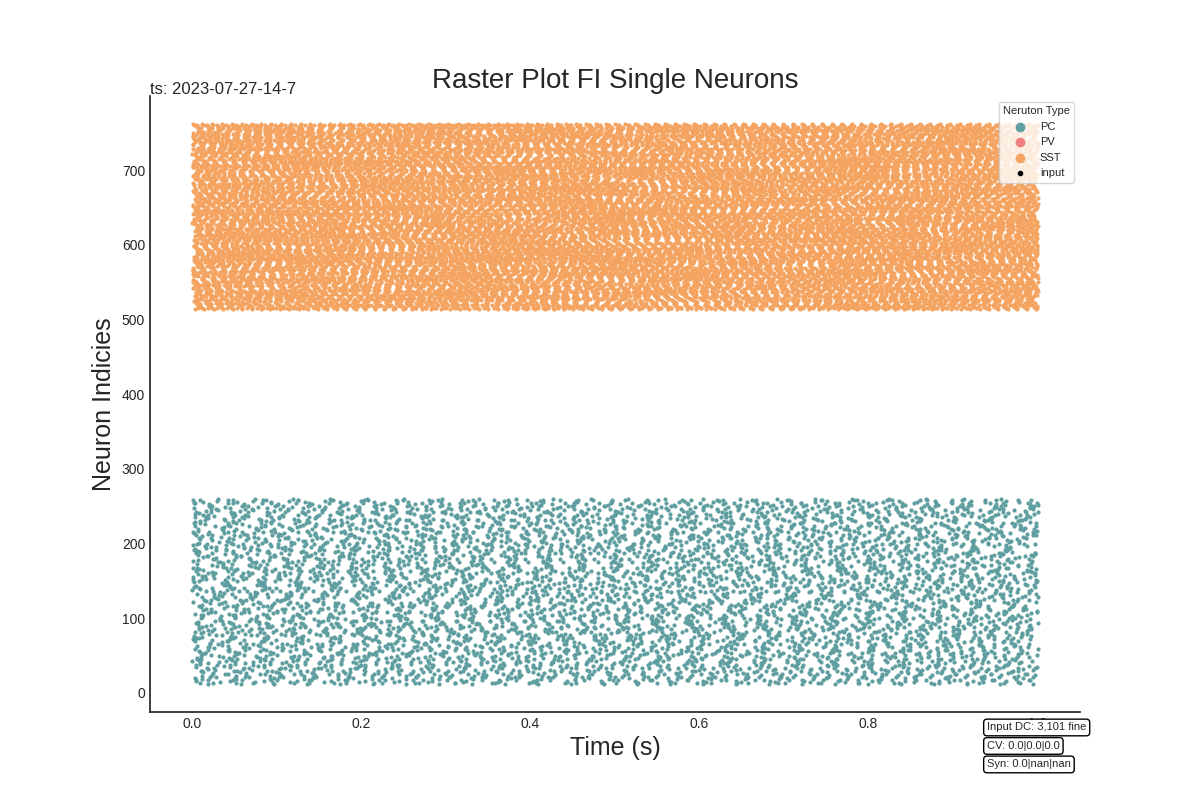 Raster Plot FI Single Neurons
ts: 2023-07-27-14-7
Neruton Type
PC
PV
SST
input
Neuron Indicies
700
600
500
400
300
200
100
0
0.0
0.2
0.4
0.6
0.8
Time (s)
Input DC: 3,101 fine
CV: 0.0|0.0|0.0
Syn: 0.0|nan|nan